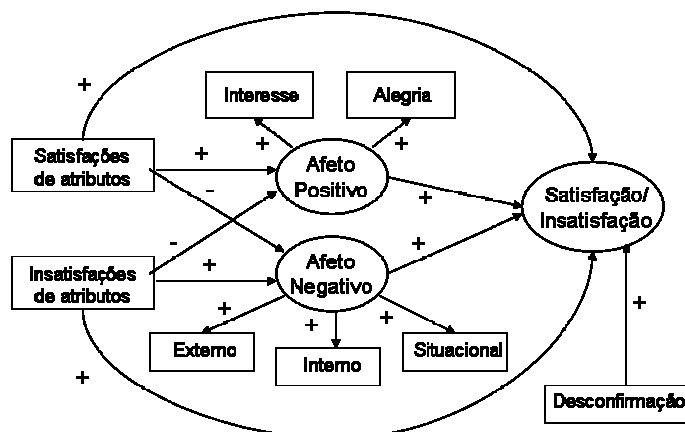 +
Interesse
Alegria
+
+
Satisfações
de atributos
+
Afeto
Positivo
-
+
Satisfação/
Insatisfação
-
+
Insatisfações
de atributos
+
Afeto
Negativo
+
+
+
+
Externo
Interno
Situacional
+
Desconfirmação